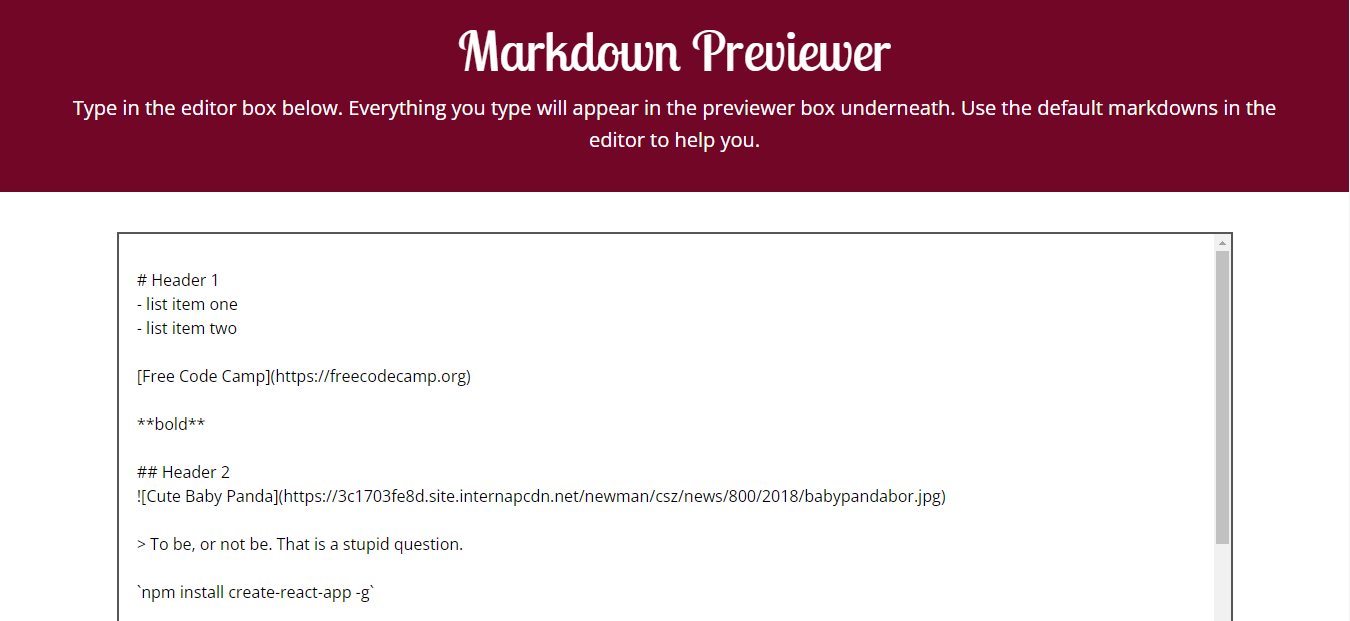 Markdown Previewer
Type in the editor box below. Everything you type will appear in the previewer box underneath. Use the default markdowns in the
editor to help you.
# Header 1
- list item one
- list item two
[Free Code Camp](https://freecodecamp.org)
**bold**
## Header 2
![Cute Baby Panda](https://3c1703fe8d.site.internapcdn.net/newman/csz/news/800/2018/babypandabor.jpg)
> To be, or not be. That is a stupid question.
`npm install create-react-app -g`